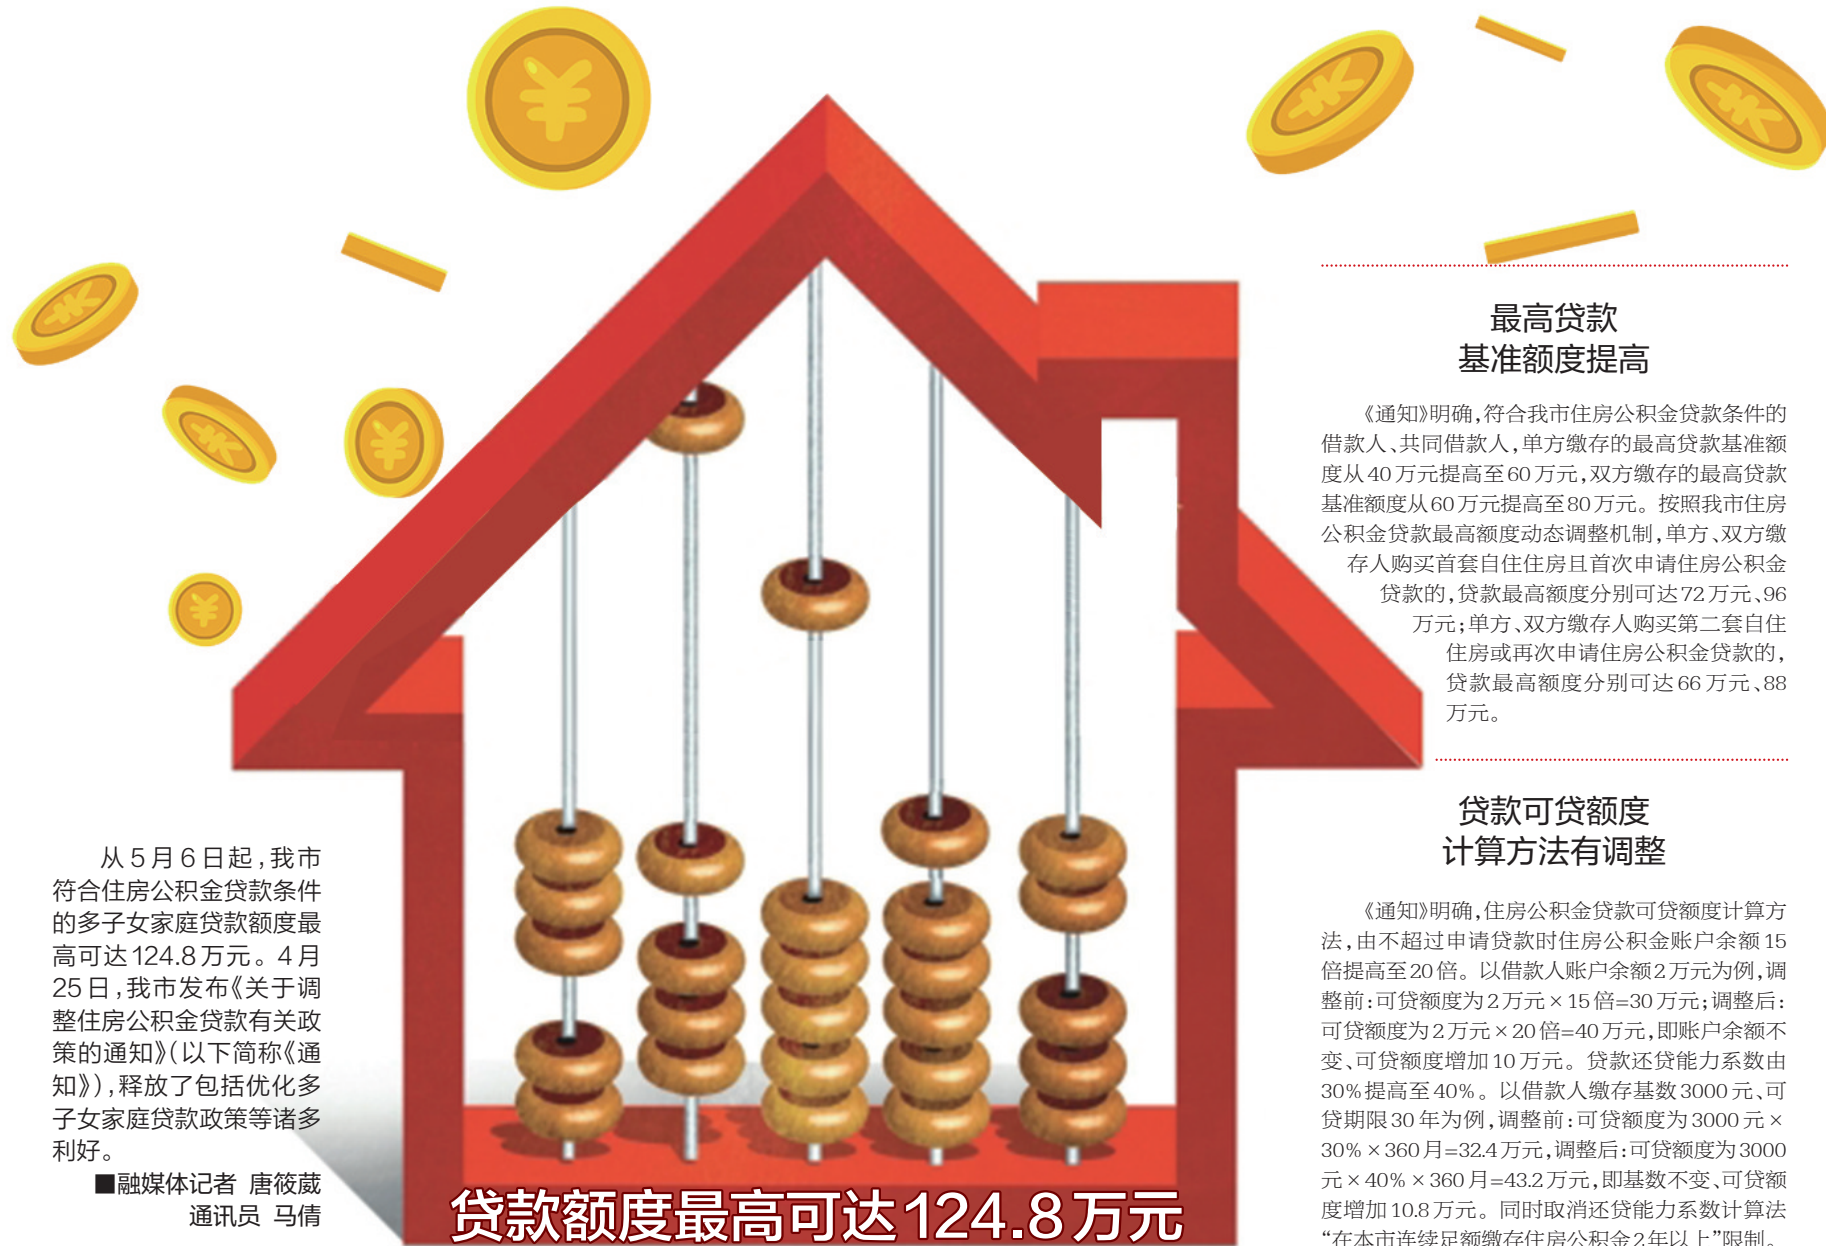 从5月6日起，我市
符合住房公积金贷款条件
的多子女家庭贷款额度最
高可达124.8万元。4月
25日，我市发布《关于调
整住房公积金贷款有关政
策的通知》（以下简称《通
知》），释放了包括优化多
子女家庭贷款政策等诸多
利好。
■融媒体记者 唐筱葳
通讯员 马倩
贷款额度最高可达124.8万元
最高贷款
基准额度提高
《通知》明确，符合我市住房公积金贷款条件的
借款人、共同借款人，单方缴存的最高贷款基准额
度从40万元提高至60万元，双方缴存的最高贷款
基准额度从60万元提高至80万元。按照我市住房
公积金贷款最高额度动态调整机制，单方、双方缴
存人购买首套自住住房且首次申请住房公积金
贷款的，贷款最高额度分别可达72万元、96
万元；单方、双方缴存人购买第二套自住
住房或再次申请住房公积金贷款的，
贷款最高额度分别可达66万元、88
万元。
贷款可贷额度
计算方法有调整
《通知》明确，住房公积金贷款可贷额度计算方
法，由不超过申请贷款时住房公积金账户余额15
倍提高至20倍。以借款人账户余额2万元为例，调
整前：可贷额度为2万元×15倍=30万元；调整后：
可贷额度为2万元×20倍=40万元，即账户余额不
变、可贷额度增加10万元。贷款还贷能力系数由
30%提高至40%。以借款人缴存基数3000元、可
贷期限30年为例，调整前：可贷额度为3000元×
30%×360月=32.4万元，调整后：可贷额度为3000
元×40%×360月=43.2万元，即基数不变、可贷额
度增加10.8万元。同时取消还贷能力系数计算法
“在本市连续足额缴存住房公积金2年以上”限制。
¥
¥
¥
¥
¥
¥
¥